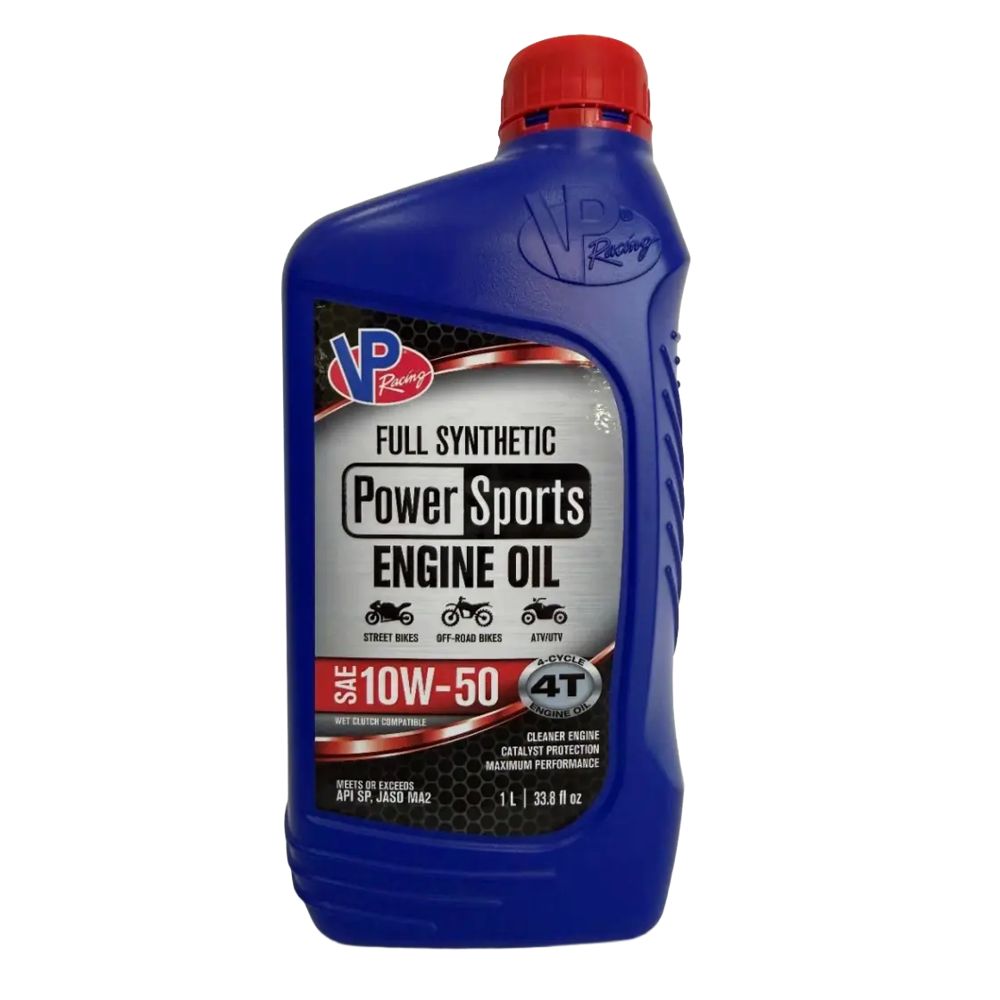 VP Racing®
VP Racing
FULL SYNTHETIC
PowerSports
ENGINE OIL
STREET BIKES OFF-ROAD BIKES ATV/UTV
SAE 10W-50
4-CYCLE
4T
ENGINE OIL
WET CLUTCH COMPATIBLE
CLEANER ENGINE
CATALYST PROTECTION
MAXIMUM PERFORMANCE
MEETS OR EXCEEDS
API SP, JASO MA2
1 L | 33.8 fl oz